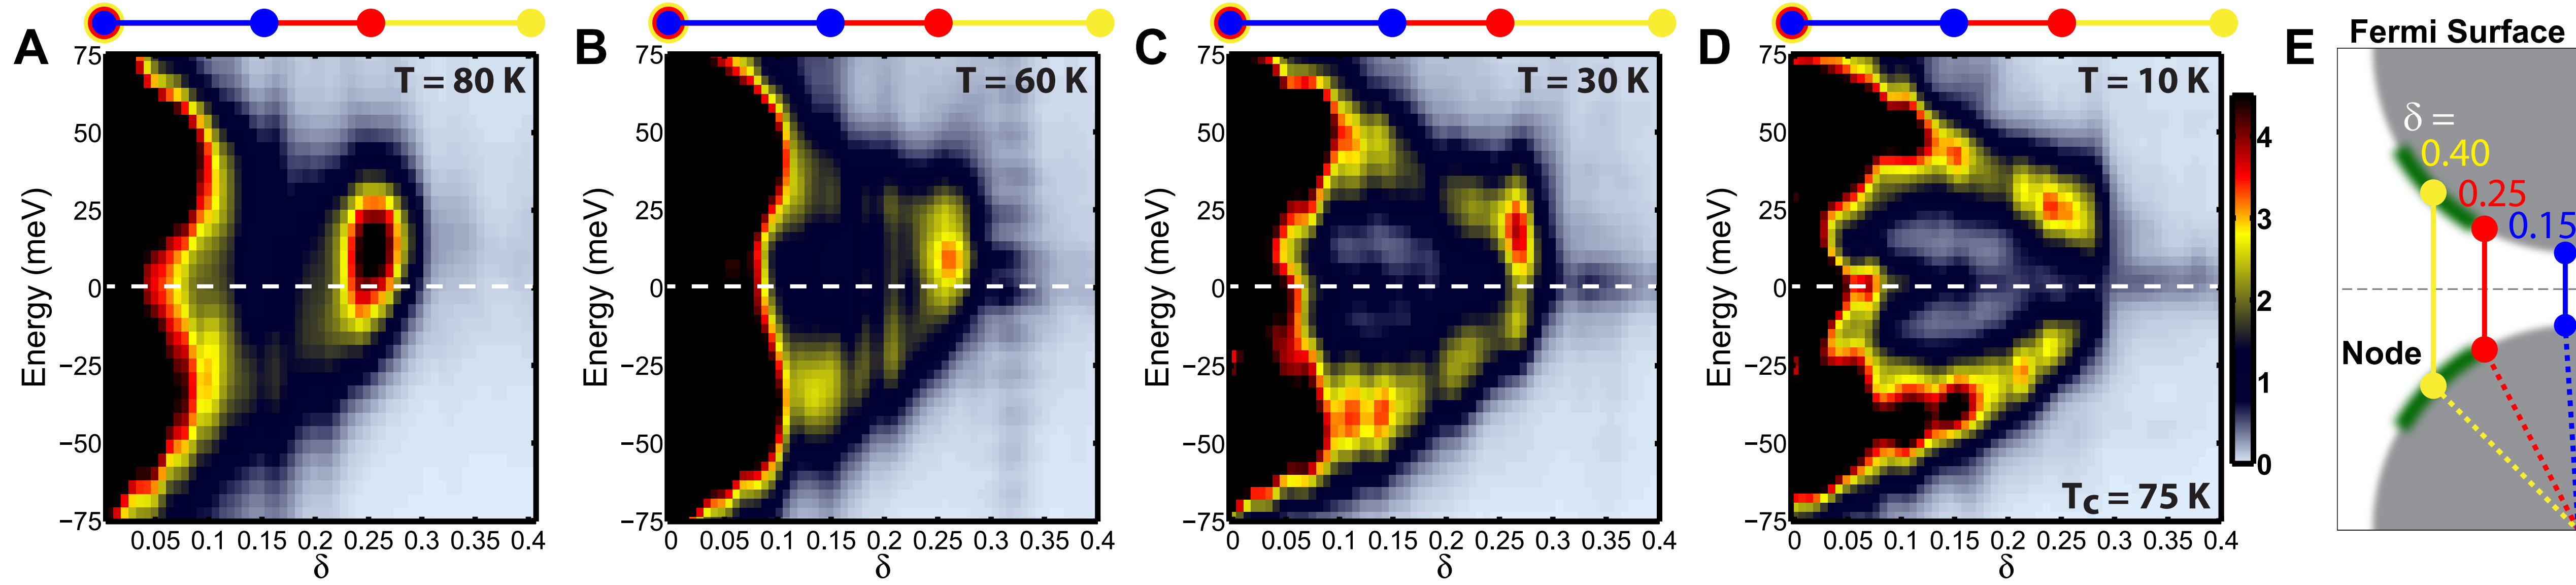 A
T = 80 K
Energy (meV)
75
50
25
0
−25
−50
−75
0.05 0.1 0.15 0.2 0.25 0.3 0.35 0.4
δ
B
T = 60 K
Energy (meV)
75
50
25
0
−25
−50
−75
0 0.05 0.1 0.15 0.2 0.25 0.3 0.35 0.4
δ
C
T = 30 K
Energy (meV)
75
50
25
0
−25
−50
−75
0 0.05 0.1 0.15 0.2 0.25 0.3 0.35 0.4
δ
D
T = 10 K
Tc = 75 K
Energy (meV)
75
50
25
0
−25
−50
−75
0 0.05 0.1 0.15 0.2 0.25 0.3 0.35 0.4
δ
4
3
2
1
0
E
Fermi Surface
δ =
0.40
0.25
0.15
Node